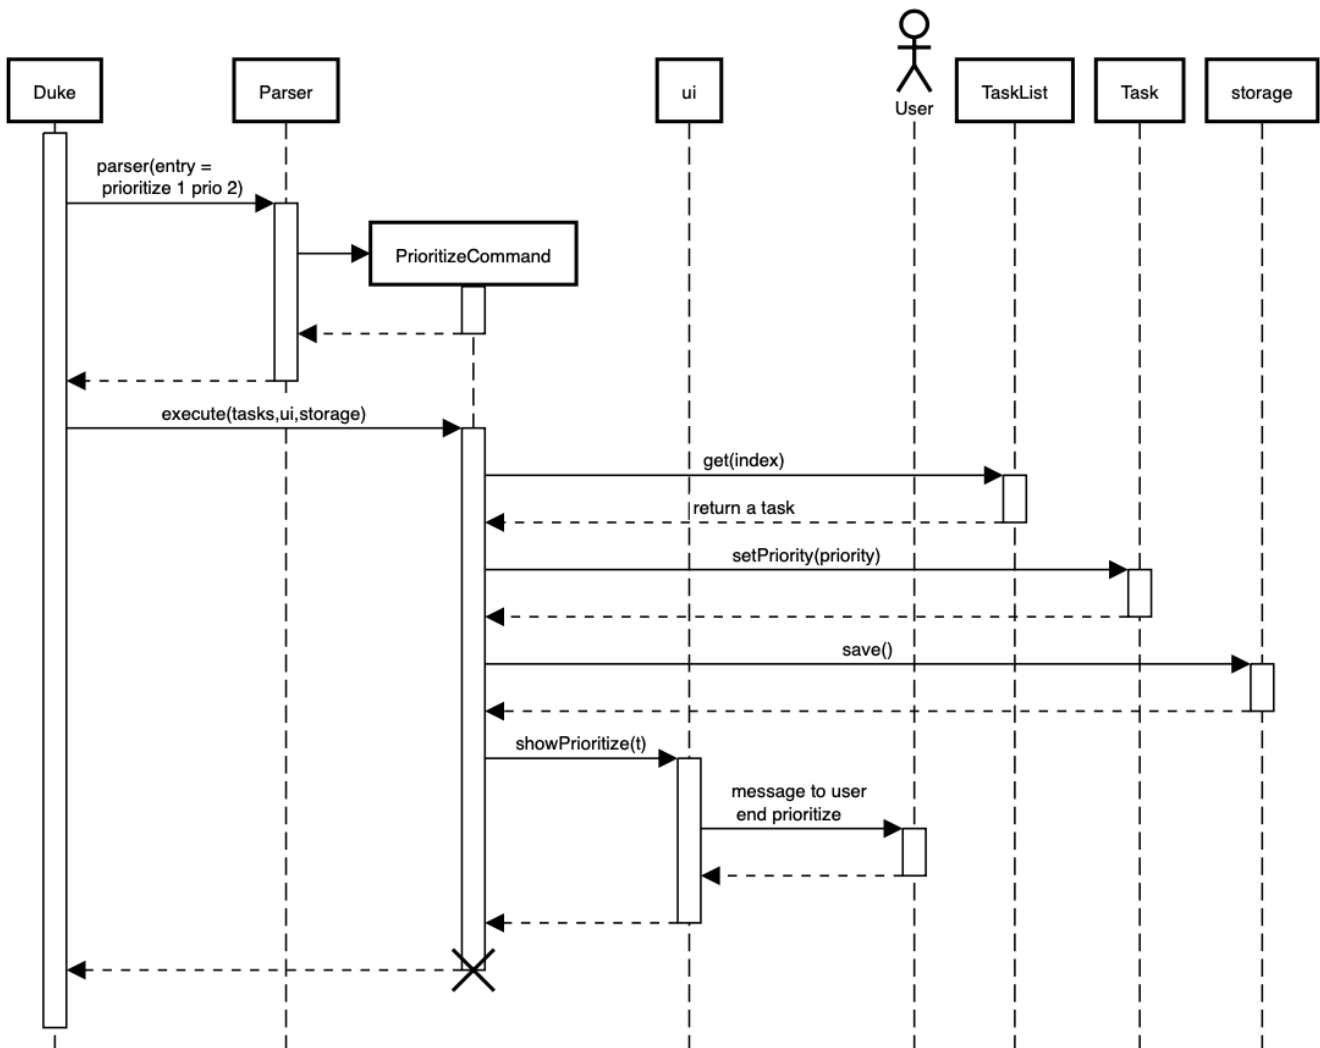 Duke
Parser
ui
User
TaskList
Task
storage
parser(entry =
prioritize 1 prio 2)
PrioritizeCommand
execute(tasks,ui,storage)
get(index)
return a task
setPriority(priority)
save()
showPrioritize(t)
message to user
end prioritize